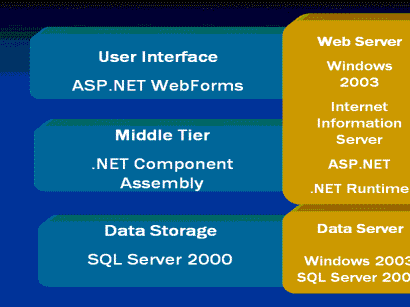 User Interface
ASP.NET WebForms
Middle Tier
.NET Component
Assembly
Data Storage
SQL Server 2000
Web Server
Windows
2003
Internet
Information
Server
ASP.NET
.NET Runtime
Data Server
Windows 2003
SQL Server 200